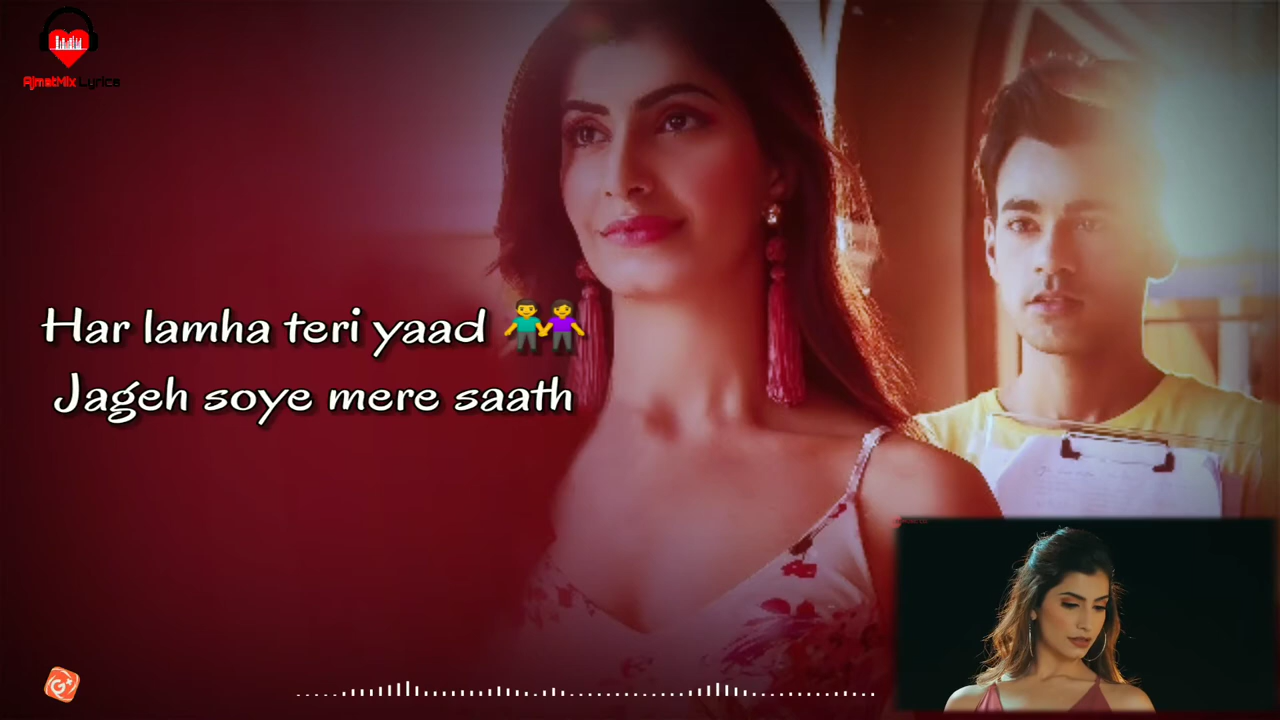 AjmatMix Lyrics
Har lamha teri yaad 👫
Jageh soye mere saath
G+